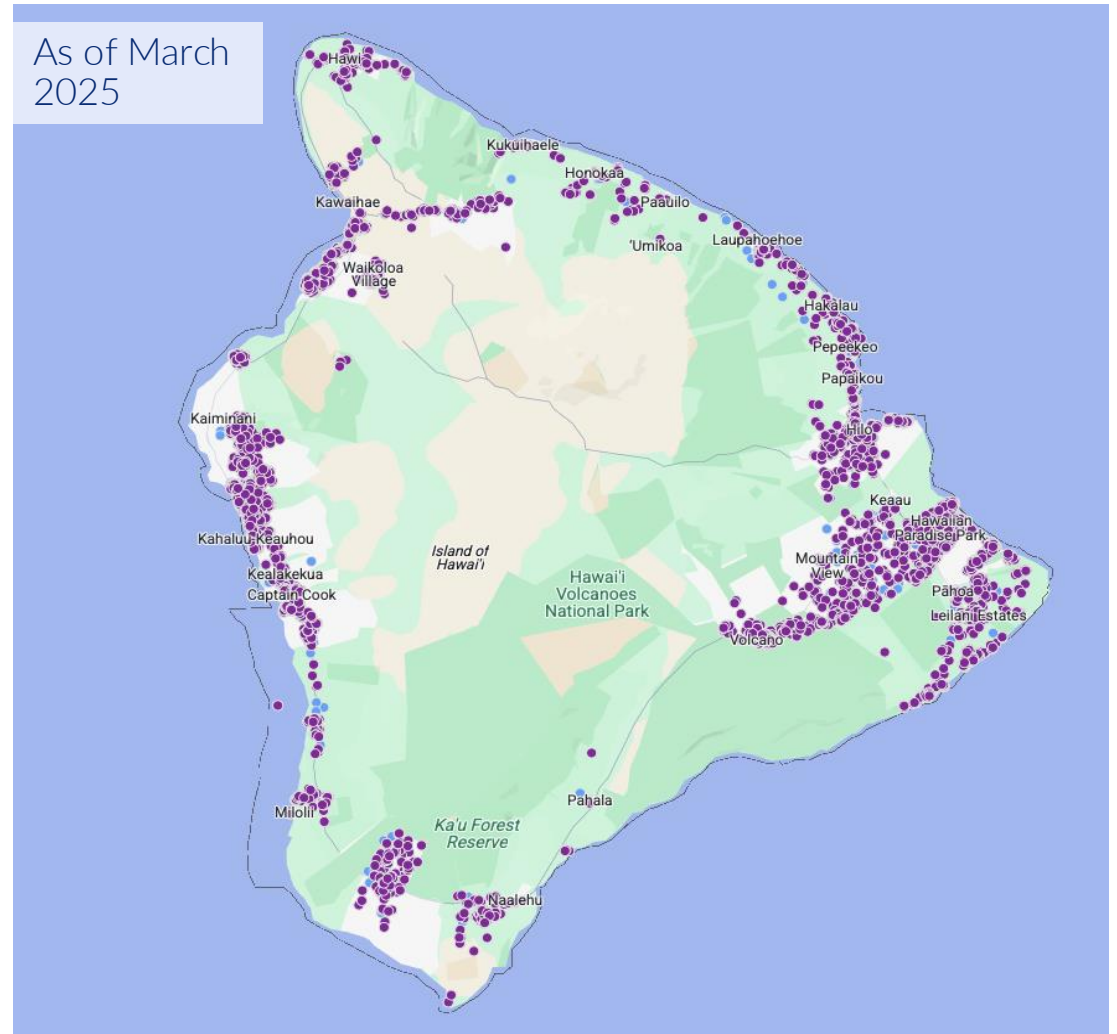 As of March
2025
Hawi
Kukuihaele
Honokaa
Kawaihae
Paauilo
'Umikoa
Laupahoehoe
Waikoloa
Village
Hakalau
Pepeekeo
Papaikou
Kaiminani
Hilo
Keaau
Hawaiian
Paradise Park
Kahaluu-Keauhou
Island of
Hawai'i
Mountain
View
Kealakekua
Hawai'i
Volcanoes
National Park
Captain Cook
Pāhoa
Leilani Estates
Volcano
Pahala
Milolii
Ka'u Forest
Reserve
Naalehu